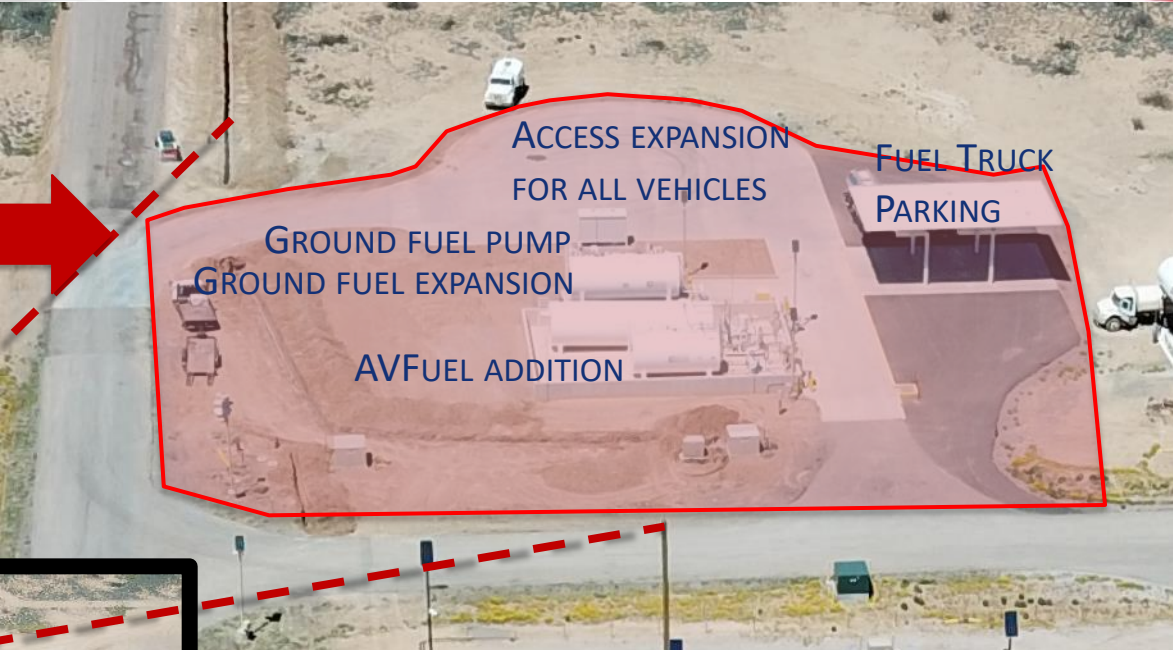 ACCESS EXPANSION
FOR ALL VEHICLES
FUEL TRUCK
PARKING
GROUND FUEL PUMP
GROUND FUEL EXPANSION
AVFUEL ADDITION